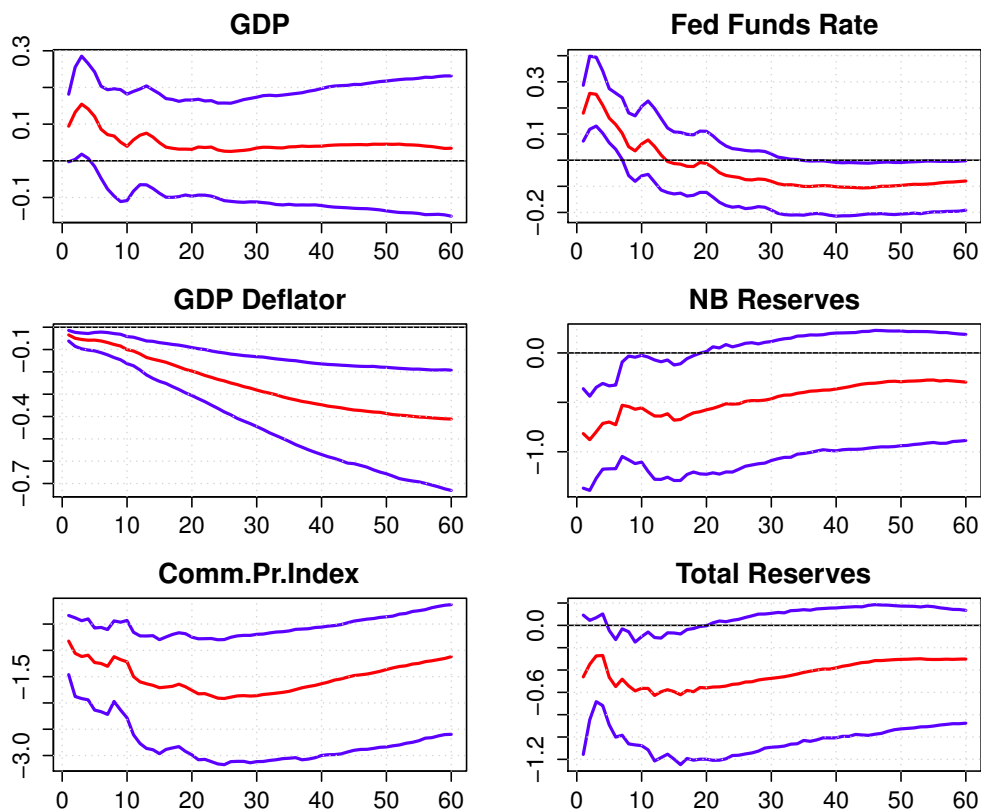 GDP
0.3
0.1
−0.1
0 10 20 30 40 50 60
Fed Funds Rate
0.3
0.1
−0.2
0 10 20 30 40 50 60
GDP Deflator
−0.1
−0.4
−0.7
0 10 20 30 40 50 60
NB Reserves
0.0
−1.0
0 10 20 30 40 50 60
Comm.Pr.Index
−1.5
−3.0
0 10 20 30 40 50 60
Total Reserves
0.0
−0.6
−1.2
0 10 20 30 40 50 60